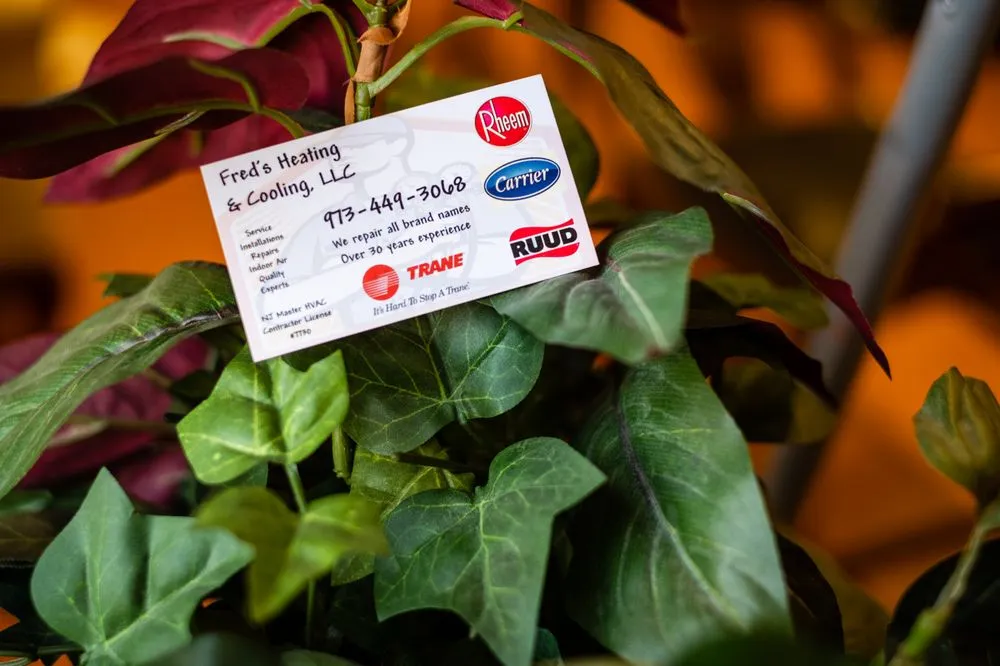 Fred's Heating
& Cooling, LLC
973-449-3068
We repair all brand names
Over 30 years experience
Service
Installations
Repairs
Indoor Air
Quality
Experts
NJ Master HVAC
Contractor License
#7730
TRANE
It's Hard To Stop A Trane.
Rheem
Carrier
RUUD